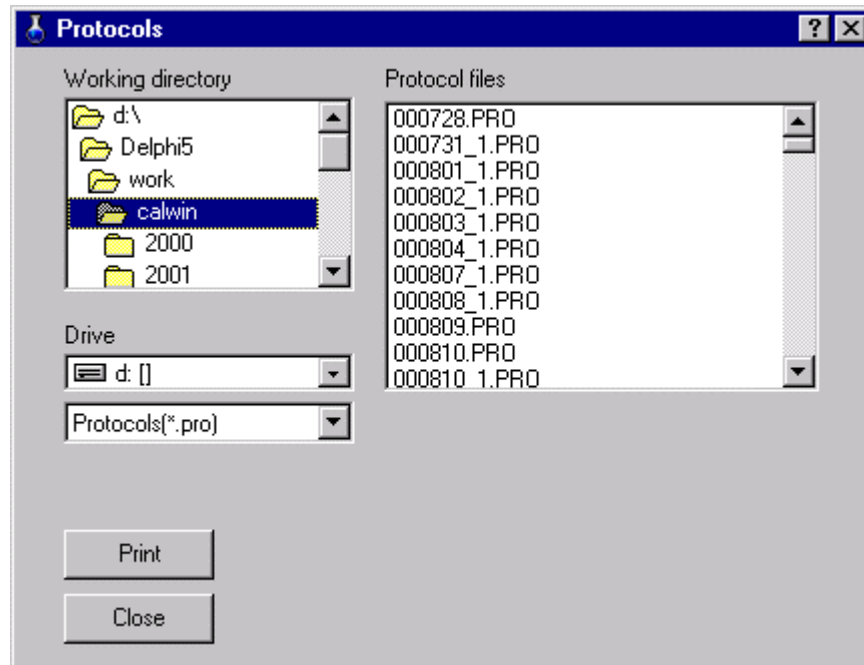 Protocols
Working directory
d:\
Delphi5
work
calwin
2000
2001
Drive
d: []
Protocols(*.pro)
Print
Close
Protocol files
000728.PRO
000731_1.PRO
000801_1.PRO
000802_1.PRO
000803_1.PRO
000804_1.PRO
000807_1.PRO
000808_1.PRO
000809.PRO
000810.PRO
000810_1.PRO